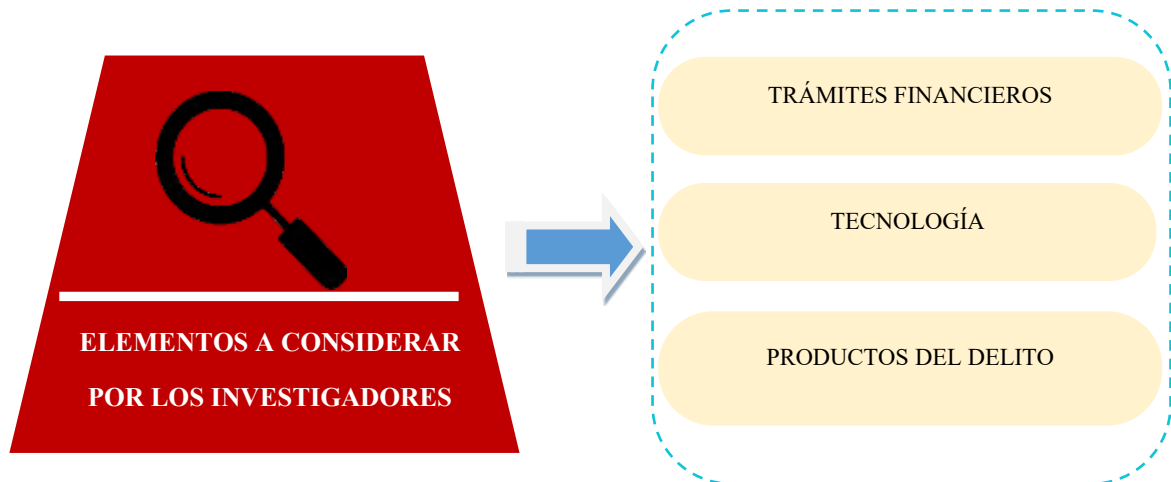 ELEMENTOS A CONSIDERAR
POR LOS INVESTIGADORES
TRÁMITES FINANCIEROS
TECNOLOGÍA
PRODUCTOS DEL DELITO